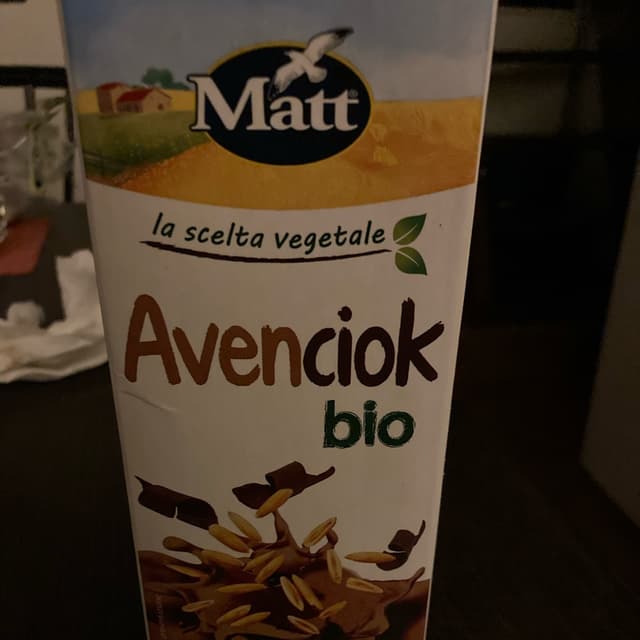 Matt
la scelta vegetale
Avenciok
bio